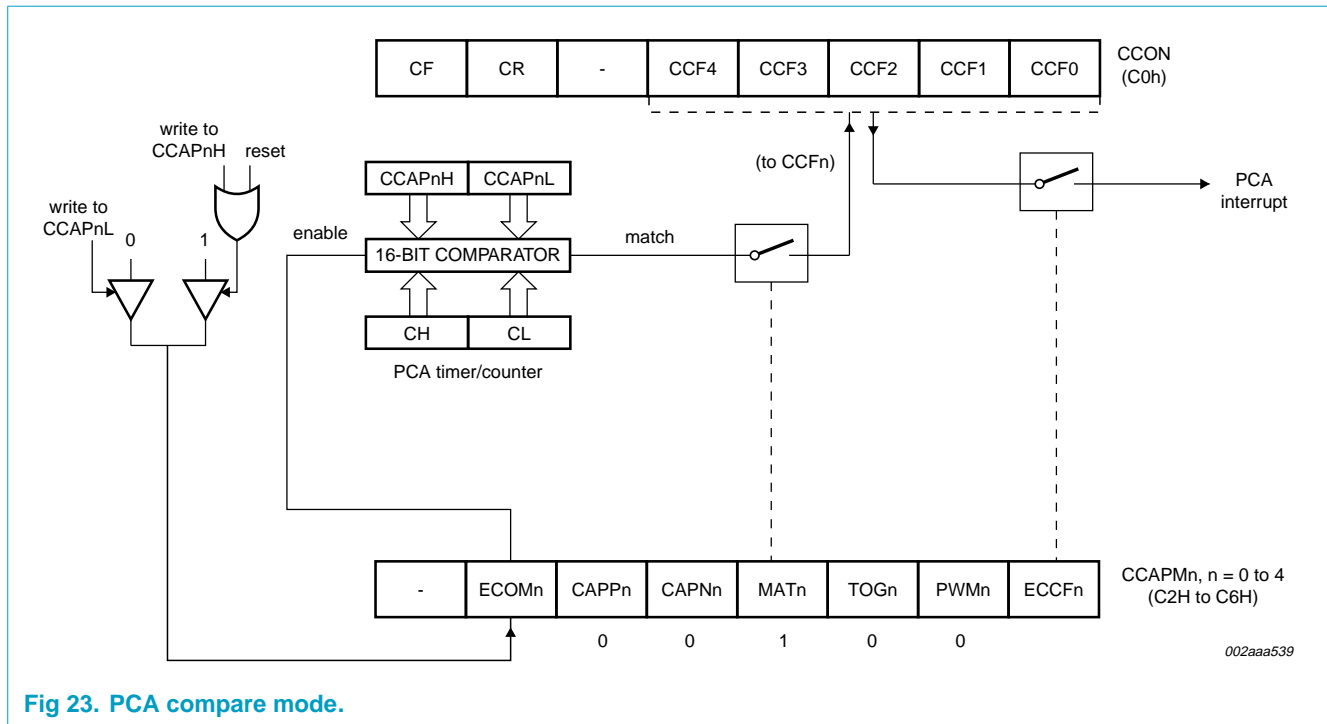 CF CR - CCF4 CCF3 CCF2 CCF1 CCF0
CCON
(C0h)
write to
CCAPnH
reset
write to
CCAPnL
0
1
CCAPnH CCAPnL
(to CCFn)
PCA
interrupt
enable
16-BIT COMPARATOR
match
CH CL
PCA timer/counter
- ECOMn CAPPn CAPNn MATn TOGn PWMn ECCFn
CCAPMn, n = 0 to 4
(C2H to C6H)
0 0 1 0 0
002aaa539
Fig 23. PCA compare mode.